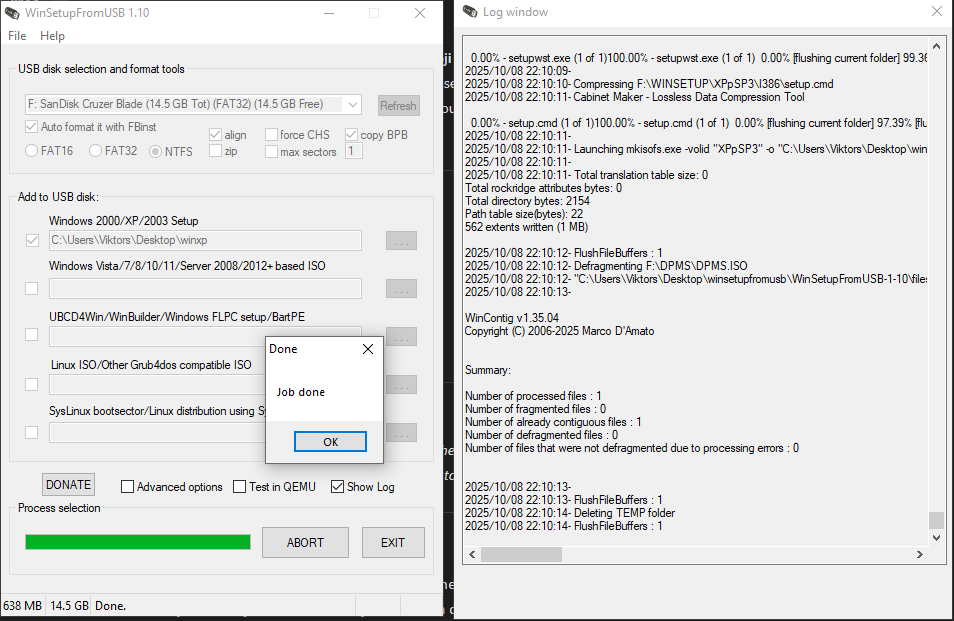 WinSetupFromUSB 1.10
File Help
USB disk selection and format tools
F: SanDisk Cruzer Blade (14.5 GB Tot) (FAT32) (14.5 GB Free)
Refresh
Auto format it with FBinst
align
force CHS
copy BPB
FAT16
FAT32
NTFS
zip
max sectors
1
Add to USB disk:
Windows 2000/XP/2003 Setup
C:\Users\Viktors\Desktop\winxp
...
Windows Vista/7/8/10/11/Server 2008/2012+ based ISO
...
UBCD4Win/WinBuilder/Windows FLPC setup/BartPE
...
Linux ISO/Other Grub4dos compatible ISO
...
SysLinux bootsector/Linux distribution using Sy
...
Done
Job done
OK
DONATE
Advanced options
Test in QEMU
Show Log
Process selection
ABORT
EXIT
638 MB
14.5 GB
Done.
Log window
0.00% - setupwst.exe (1 of 1)100.00% - setupwst.exe (1 of 1) 0.00% [flushing current folder] 99.36
2025/10/08 22:10:09-
2025/10/08 22:10:10- Compressing F:\WINSETUP\XPpSP3\I386\setup.cmd
2025/10/08 22:10:11- Cabinet Maker - Lossless Data Compression Tool
0.00% - setup.cmd (1 of 1)100.00% - setup.cmd (1 of 1) 0.00% [flushing current folder] 97.39% [flu
2025/10/08 22:10:11-
2025/10/08 22:10:11- Launching mkisofs.exe -volid "XPpSP3" -o "C:\Users\Viktors\Desktop\win
2025/10/08 22:10:11-
2025/10/08 22:10:11- Total translation table size: 0
Total rockridge attributes bytes: 0
Total directory bytes: 2154
Path table size(bytes): 22
562 extents written (1 MB)
2025/10/08 22:10:12- FlushFileBuffers : 1
2025/10/08 22:10:12- Defragmenting F:\DPMS\DPMS.ISO
2025/10/08 22:10:12- "C:\Users\Viktors\Desktop\winsetupfromusb\WinSetupFromUSB-1-10\files
2025/10/08 22:10:13-
WinContig v1.35.04
Copyright (C) 2006-2025 Marco D'Amato
Summary:
Number of processed files : 1
Number of fragmented files : 0
Number of already contiguous files : 1
Number of defragmented files : 0
Number of files that were not defragmented due to processing errors : 0
2025/10/08 22:10:13-
2025/10/08 22:10:13- FlushFileBuffers : 1
2025/10/08 22:10:14- Deleting TEMP folder
2025/10/08 22:10:14- FlushFileBuffers : 1